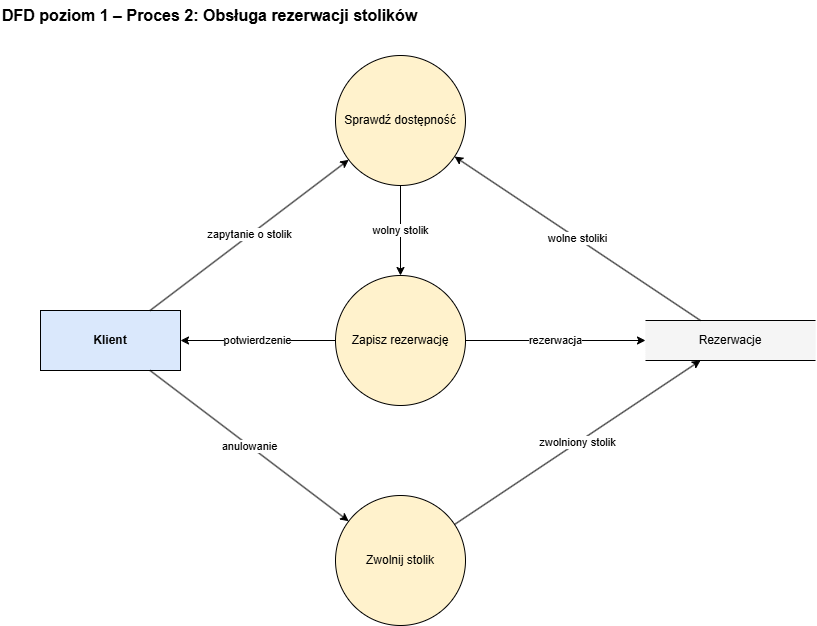 DFD poziom 1 – Proces 2: Obsługa rezerwacji stolików
Sprawdź dostępność
zapytanie o stolik
wolny stolik
wolne stoliki
Klient
potwierdzenie
Zapisz rezerwację
rezerwacja
Rezerwacje
anulowanie
zwolniony stolik
Zwolnij stolik